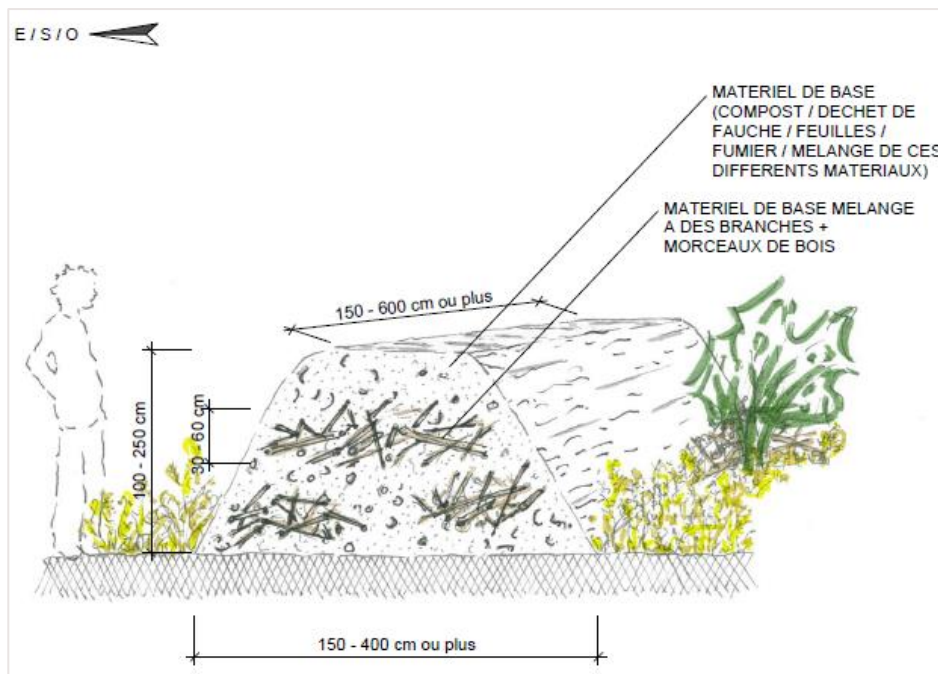 E / S / O
MATERIEL DE BASE
(COMPOST / DECHET DE
FAUCHE / FEUILLES /
FUMIER / MELANGE DE CES
DIFFERENTS MATERIAUX)
MATERIEL DE BASE MELANGE
A DES BRANCHES +
MORCEAUX DE BOIS
150 - 600 cm ou plus
100 - 250 cm
30 - 60 cm
150 - 400 cm ou plus